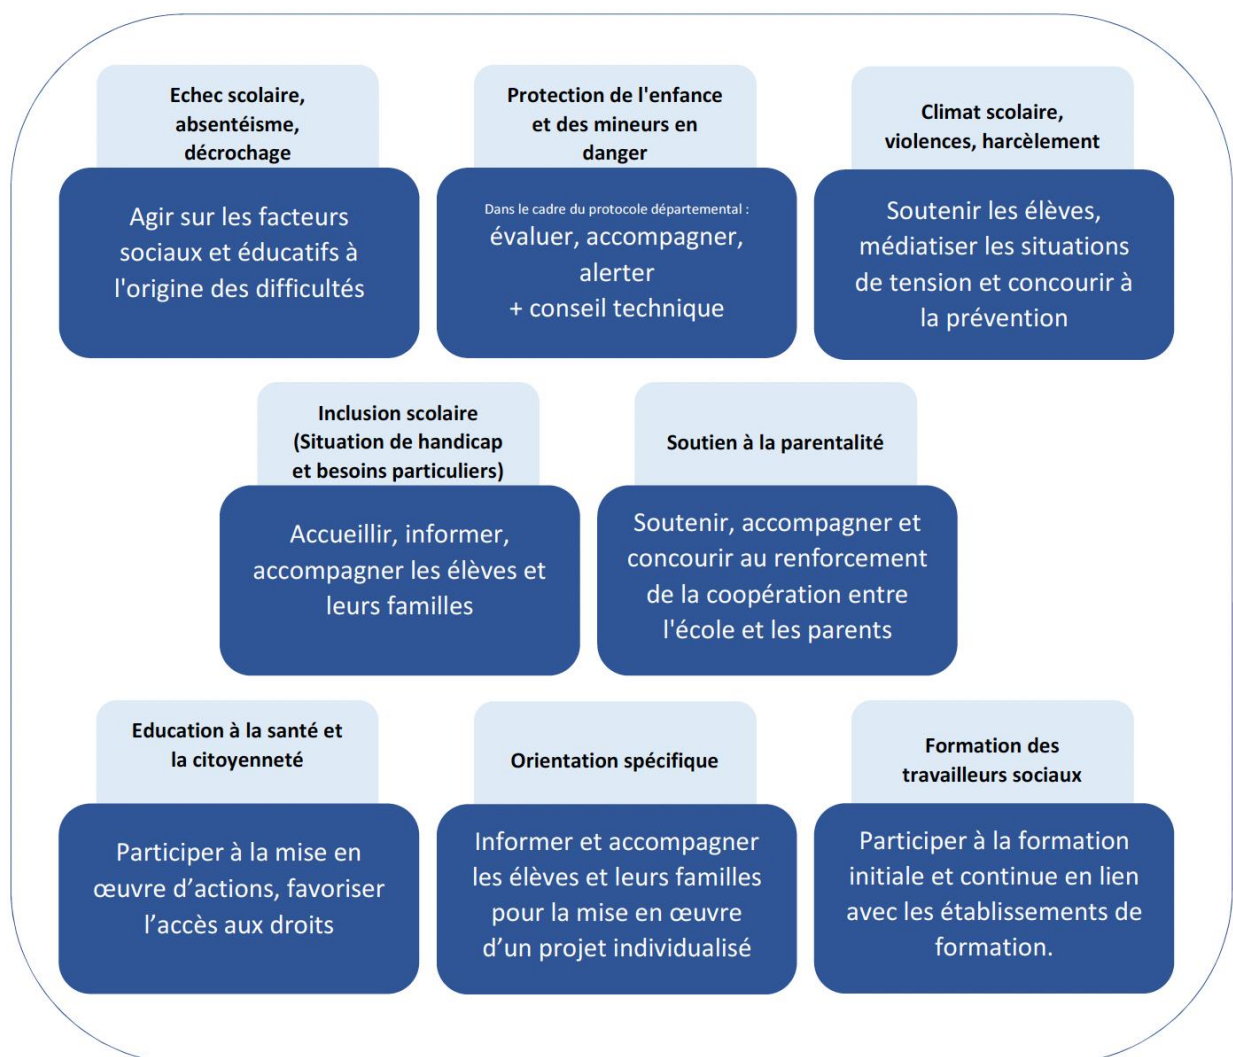 Echec scolaire,
absentéisme,
décrochage
Agir sur les facteurs
sociaux et éducatifs à
l'origine des difficultés
Protection de l'enfance
et des mineurs en
danger
Dans le cadre du protocole départemental :
évaluer, accompagner,
alerter
+ conseil technique
Climat scolaire,
violences, harcèlement
Soutenir les élèves,
médiatiser les situations
de tension et concourir à
la prévention
Inclusion scolaire
(Situation de handicap
et besoins particuliers)
Accueillir, informer,
accompagner les élèves et
leurs familles
Soutien à la parentalité
Soutenir, accompagner et
concourir au renforcement
de la coopération entre
l'école et les parents
Education à la santé et
la citoyenneté
Participer à la mise en
œuvre d’actions, favoriser
l’accès aux droits
Orientation spécifique
Informer et accompagner
les élèves et leurs familles
pour la mise en œuvre
d’un projet individualisé
Formation des
travailleurs sociaux
Participer à la formation
initiale et continue en lien
avec les établissements de
formation.